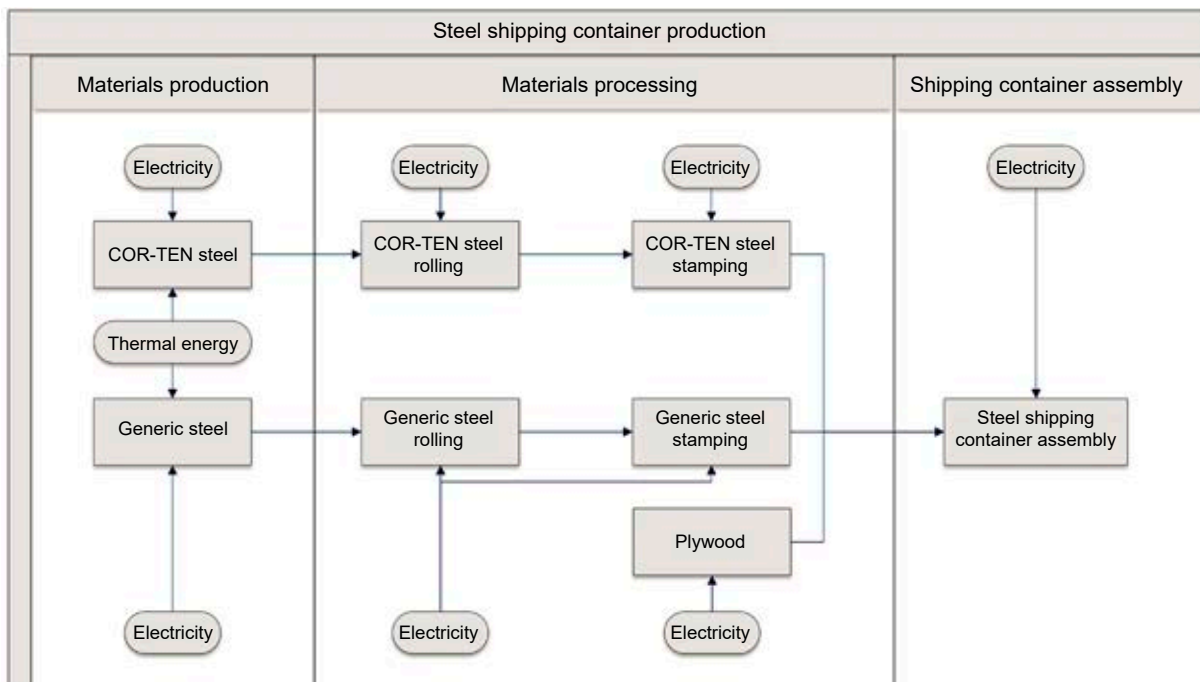 Steel shipping container production
Materials production
Materials processing
Shipping container assembly
Electricity
Electricity
Electricity
Electricity
COR-TEN steel
COR-TEN steel
rolling
COR-TEN steel
stamping
Thermal energy
Generic steel
Generic steel
rolling
Generic steel
stamping
Steel shipping
container assembly
Plywood
Electricity
Electricity
Electricity